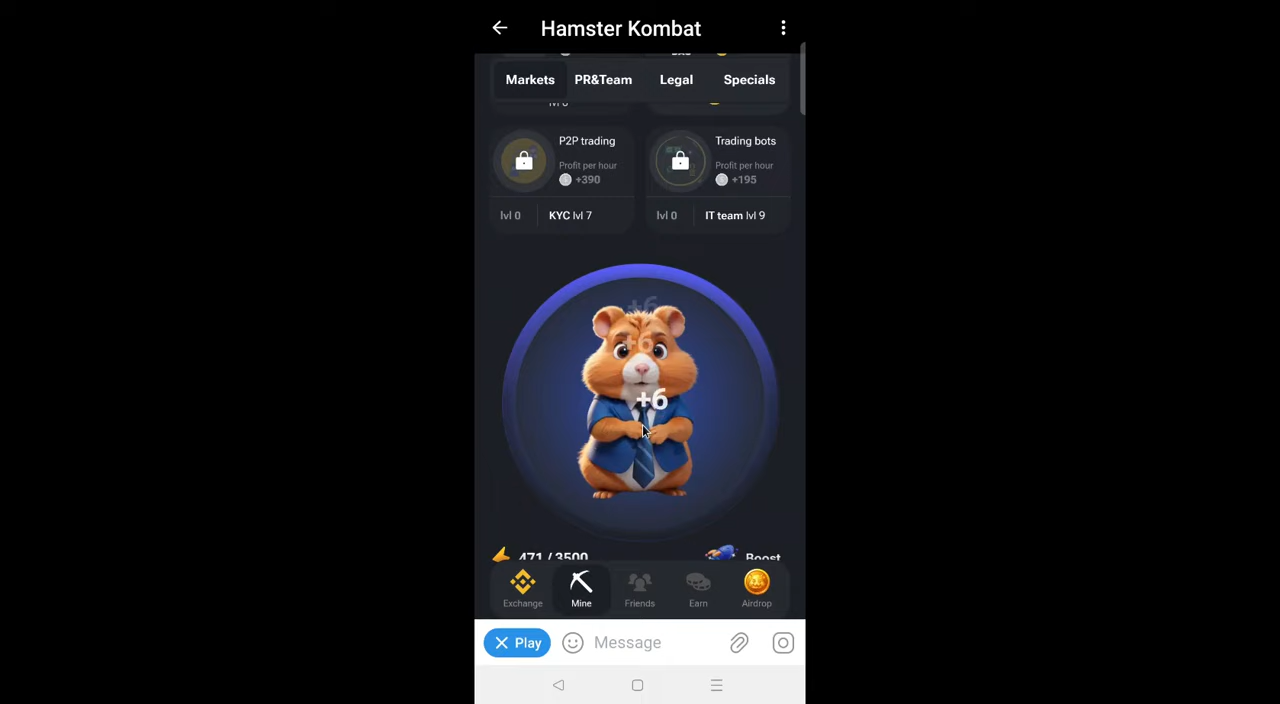 Hamster Kombat
Markets PR&Team Legal Specials
P2P trading
Profit per hour
+390
lvl 0 KYC lvl 7
Trading bots
Profit per hour
+195
lvl 0 IT team lvl 9
+6
+6
+6
471 / 3500 Boost
Exchange Mine Friends Earn Airdrop
Play Message